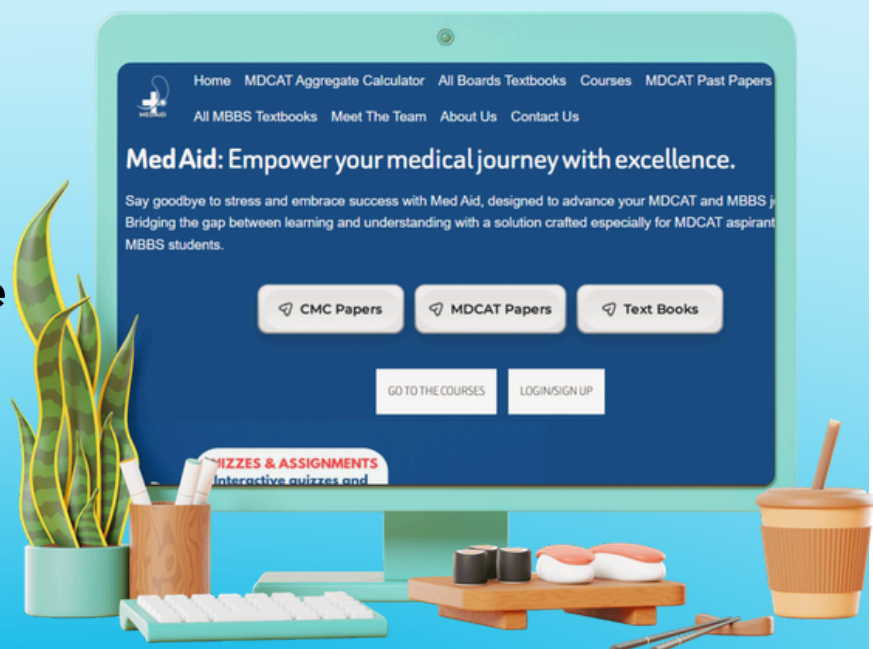 Home MDCAT Aggregate Calculator All Boards Textbooks Courses MDCAT Past Papers
MEDAID
All MBBS Textbooks Meet The Team About Us Contact Us
Med Aid: Empower your medical journey with excellence.
Say goodbye to stress and embrace success with Med Aid, designed to advance your MDCAT and MBBS j
Bridging the gap between learning and understanding with a solution crafted especially for MDCAT aspirant
MBBS students.
e
CMC Papers MDCAT Papers Text Books
GO TO THE COURSES LOGIN/SIGN UP
UIZZES & ASSIGNMENTS
Interactive quizzes and